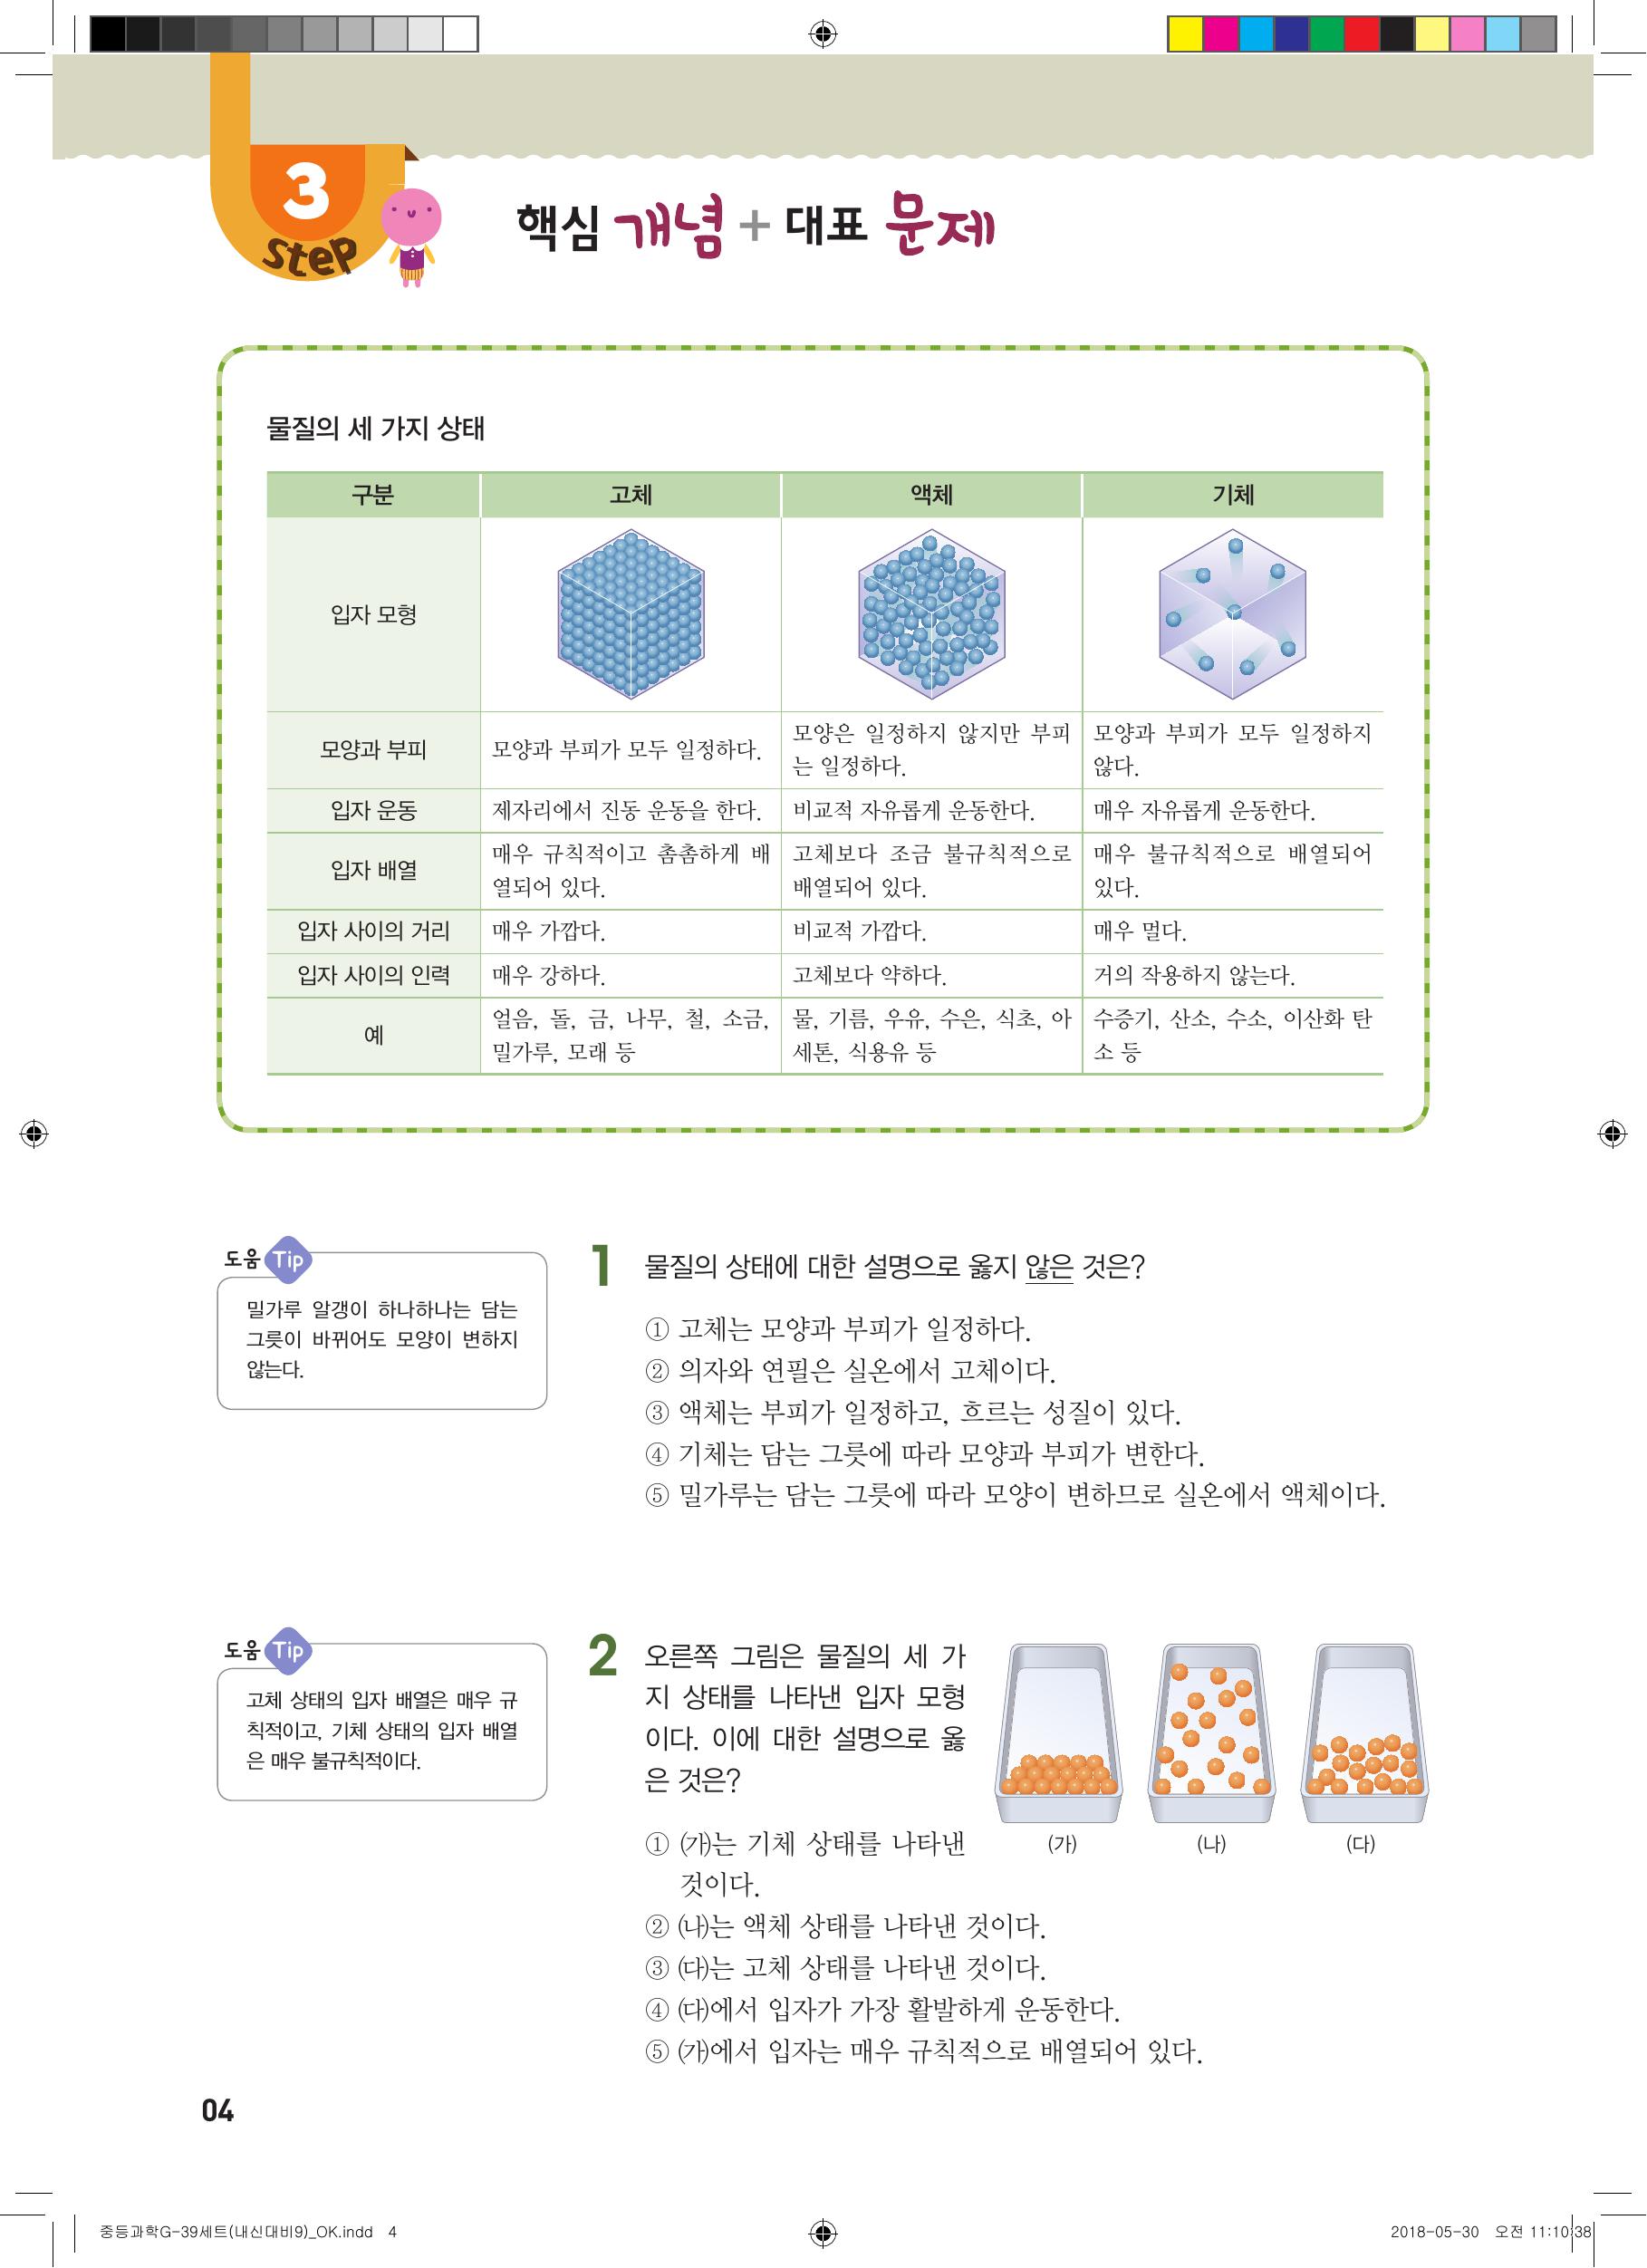 3
step
핵심 개념 + 대표 문제
물질의 세 가지 상태
구분 고체 액체 기체
입자 모형
모양과 부피
모양과 부피가 모두 일정하다.
모양은 일정하지 않지만 부피
는 일정하다.
모양과 부피가 모두 일정하지
않다.
입자 운동
제자리에서 진동 운동을 한다.
비교적 자유롭게 운동한다.
매우 자유롭게 운동한다.
입자 배열
매우 규칙적이고 촘촘하게 배
열되어 있다.
고체보다 조금 불규칙적으로
배열되어 있다.
매우 불규칙적으로 배열되어
있다.
입자 사이의 거리
매우 가깝다.
비교적 가깝다.
매우 멀다.
입자 사이의 인력
매우 강하다.
고체보다 약하다.
거의 작용하지 않는다.
예
얼음, 돌, 금, 나무, 철, 소금,
밀가루, 모래 등
물, 기름, 우유, 수은, 식초, 아
세톤, 식용유 등
수증기, 산소, 수소, 이산화 탄
소 등
도움 Tip
밀가루 알갱이 하나하나는 담는
그릇이 바뀌어도 모양이 변하지
않는다.
1 물질의 상태에 대한 설명으로 옳지 않은 것은?
① 고체는 모양과 부피가 일정하다.
② 의자와 연필은 실온에서 고체이다.
③ 액체는 부피가 일정하고, 흐르는 성질이 있다.
④ 기체는 담는 그릇에 따라 모양과 부피가 변한다.
⑤ 밀가루는 담는 그릇에 따라 모양이 변하므로 실온에서 액체이다.
도움 Tip
고체 상태의 입자 배열은 매우 규
칙적이고, 기체 상태의 입자 배열
은 매우 불규칙적이다.
2 오른쪽 그림은 물질의 세 가
지 상태를 나타낸 입자 모형
이다. 이에 대한 설명으로 옳
은 것은?
(가) (나) (다)
① ㈎는 기체 상태를 나타낸
것이다.
② ㈏는 액체 상태를 나타낸 것이다.
③ ㈐는 고체 상태를 나타낸 것이다.
④ ㈐에서 입자가 가장 활발하게 운동한다.
⑤ ㈎에서 입자는 매우 규칙적으로 배열되어 있다.
04
중등과학G-39세트(내신대비9)_OK.indd 4
2018-05-30 오전 11:10:38